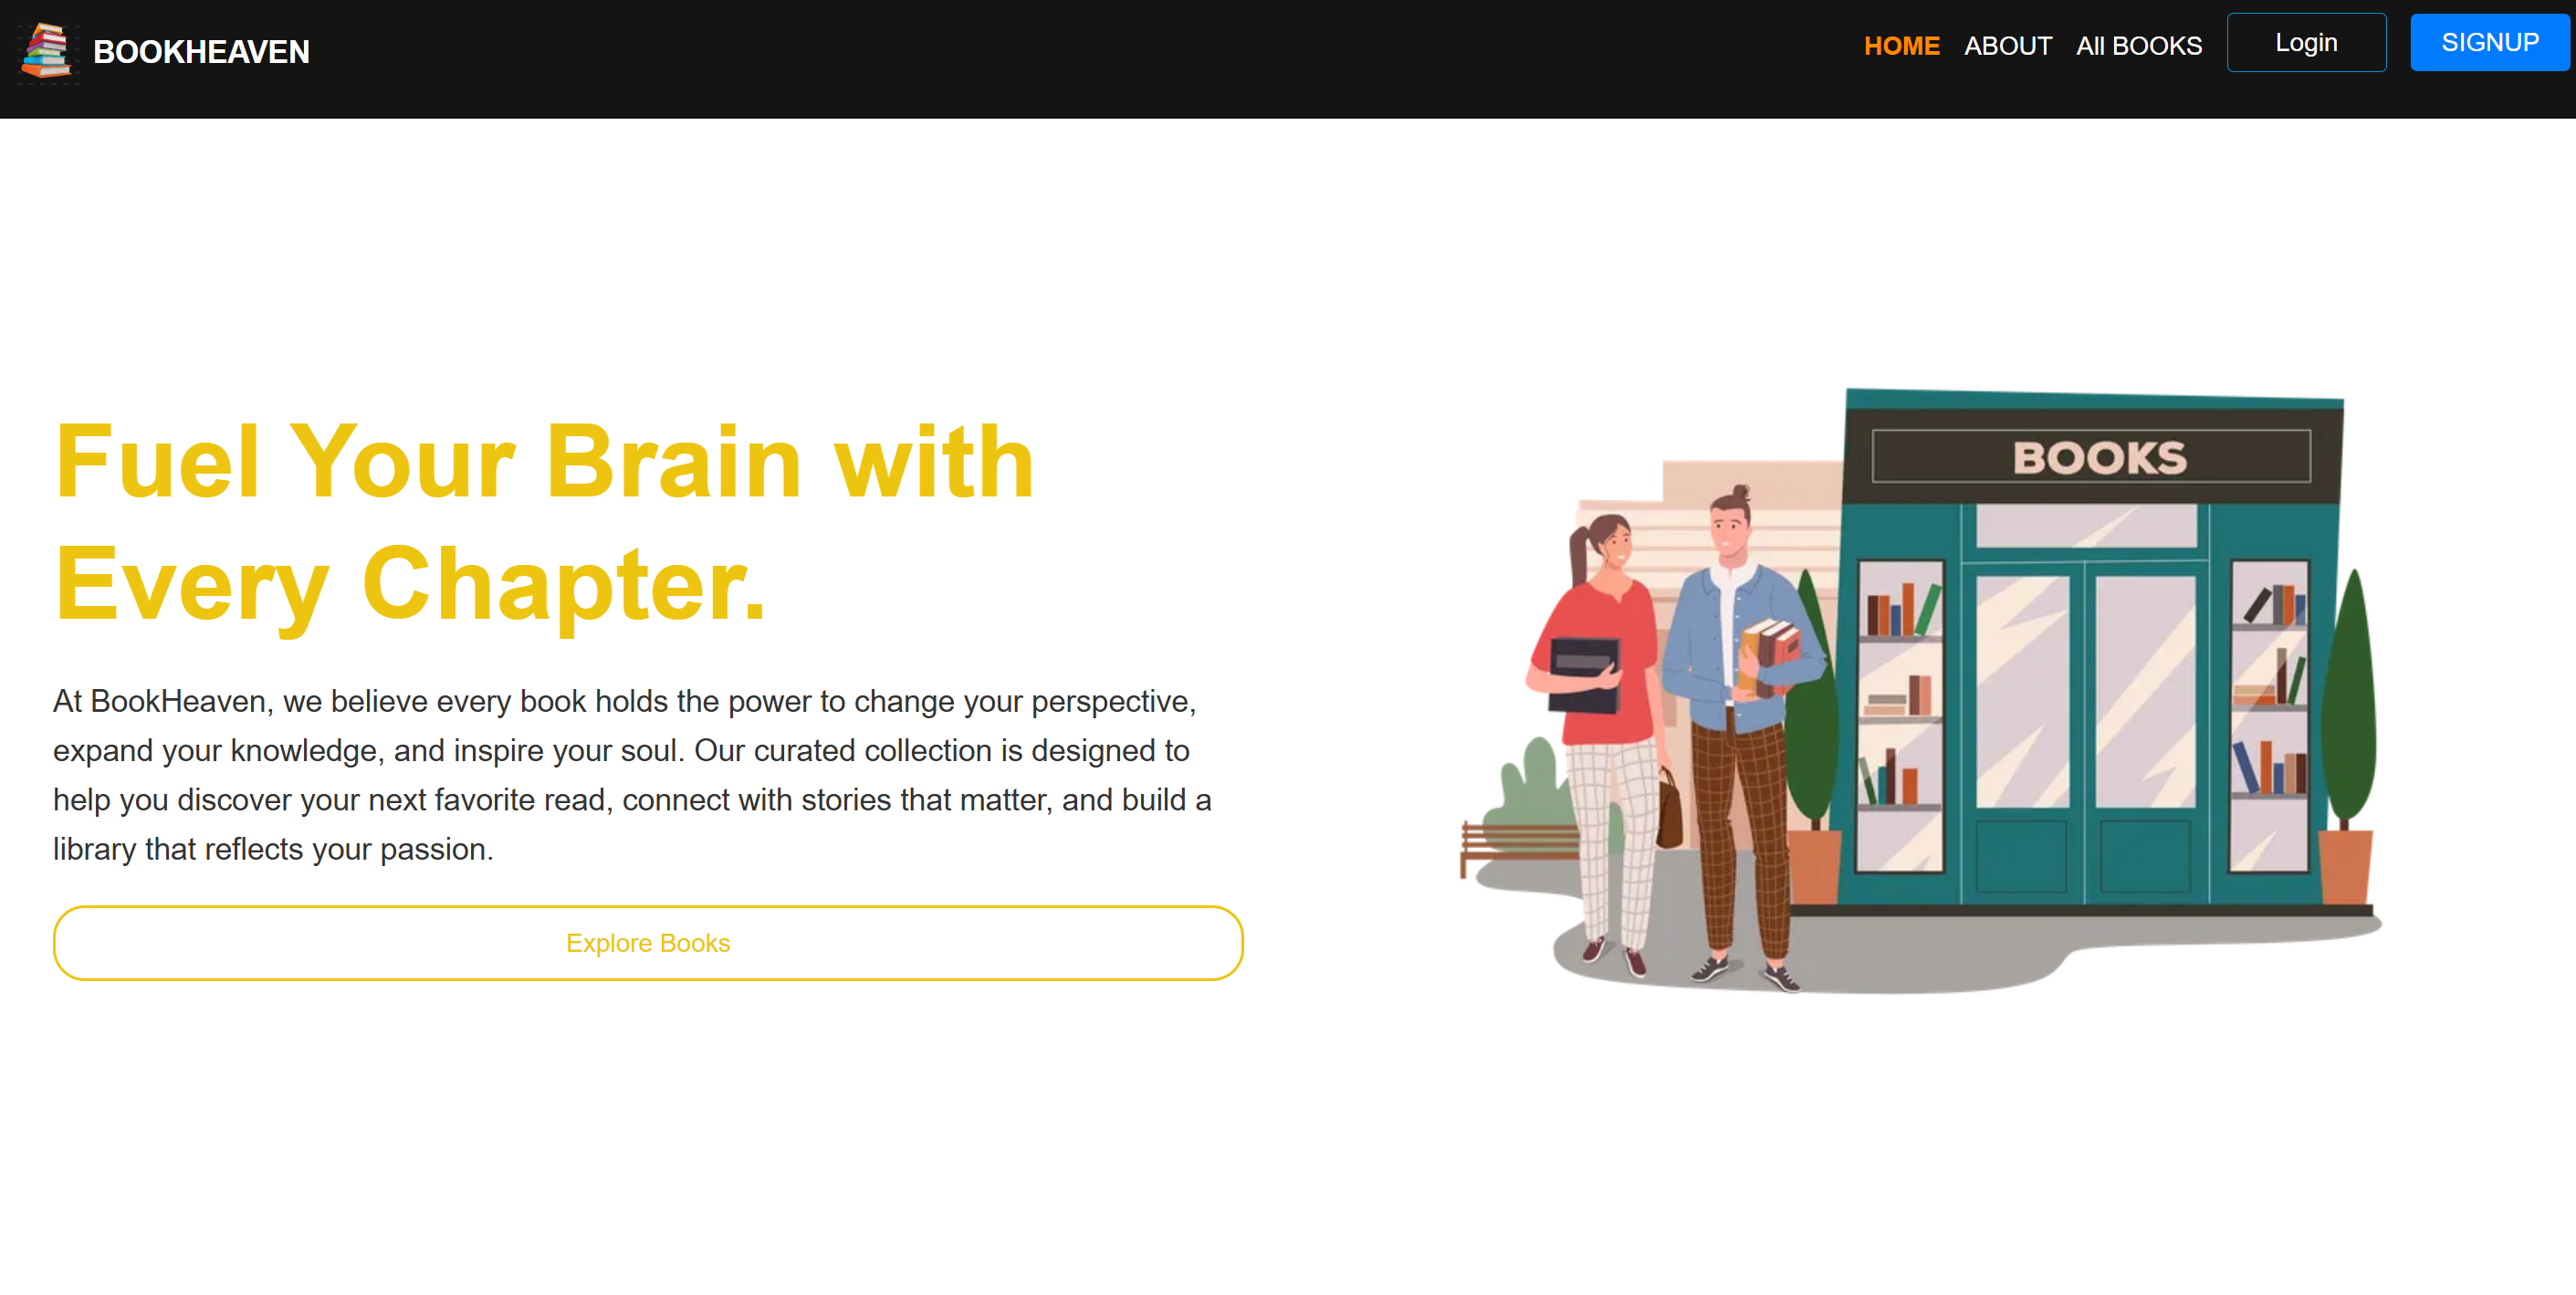 BOOKHEAVEN
HOME ABOUT All BOOKS Login SIGNUP
Fuel Your Brain with
Every Chapter.
At BookHeaven, we believe every book holds the power to change your perspective,
expand your knowledge, and inspire your soul. Our curated collection is designed to
help you discover your next favorite read, connect with stories that matter, and build a
library that reflects your passion.
Explore Books
BOOKS